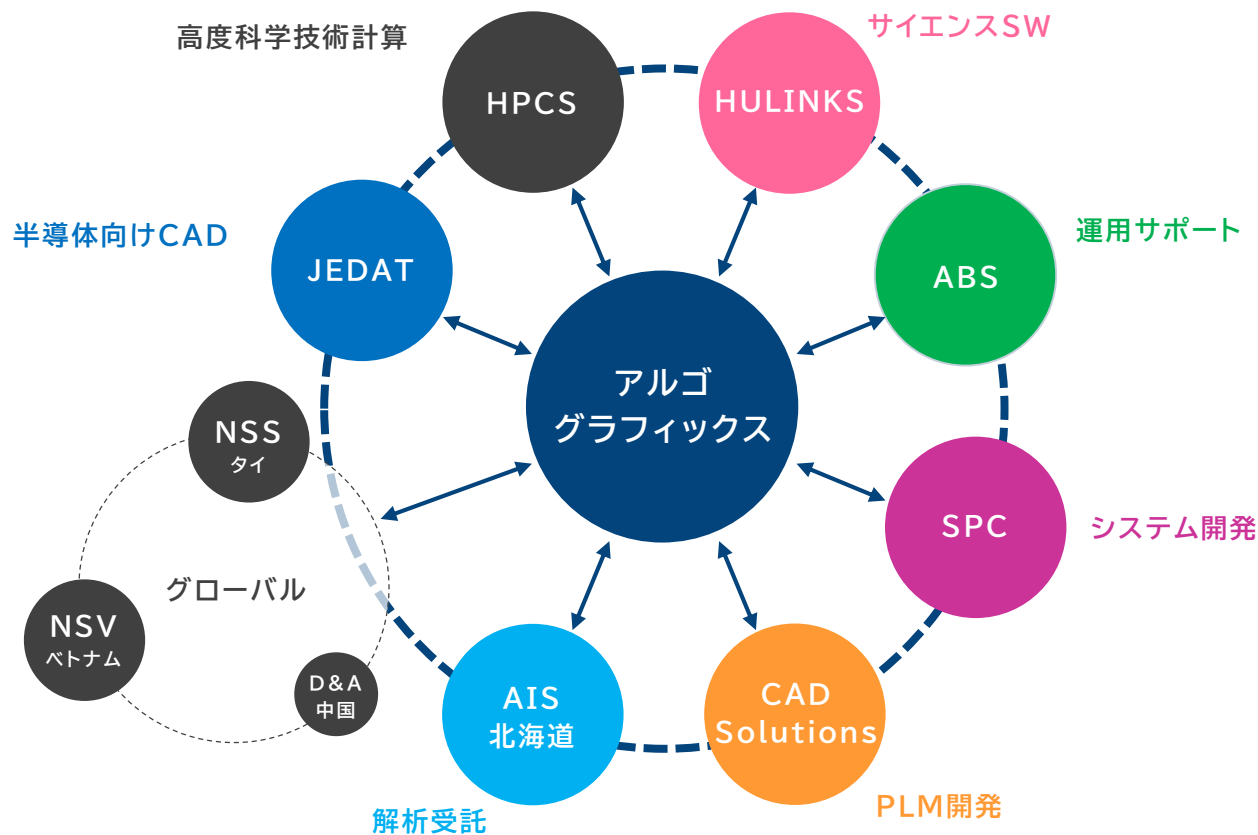 高度科学技術計算
サイエンスSW
HPCS
HULINKS
半導体向けCAD
JEDAT
ABS
運用サポート
アルゴ
グラフィックス
NSS
タイ
SPC
システム開発
グローバル
NSV
ベトナム
D&A
中国
AIS
北海道
CAD
Solutions
解析受託
PLM開発